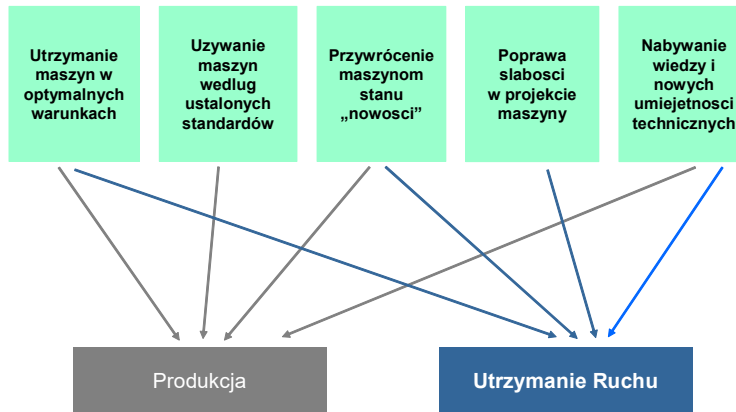 Utrzymanie
maszyn w
optymalnych
warunkach
Uzywanie
maszyn
wedlug
ustalonych
standardów
Przywrócenie
maszynom
stanu
„nowosci”
Poprawa
slabosci
w projekcie
maszyny
Nabywanie
wiedzy i
nowych
umiejetnosci
technicznych
Produkcja
Utrzymanie Ruchu